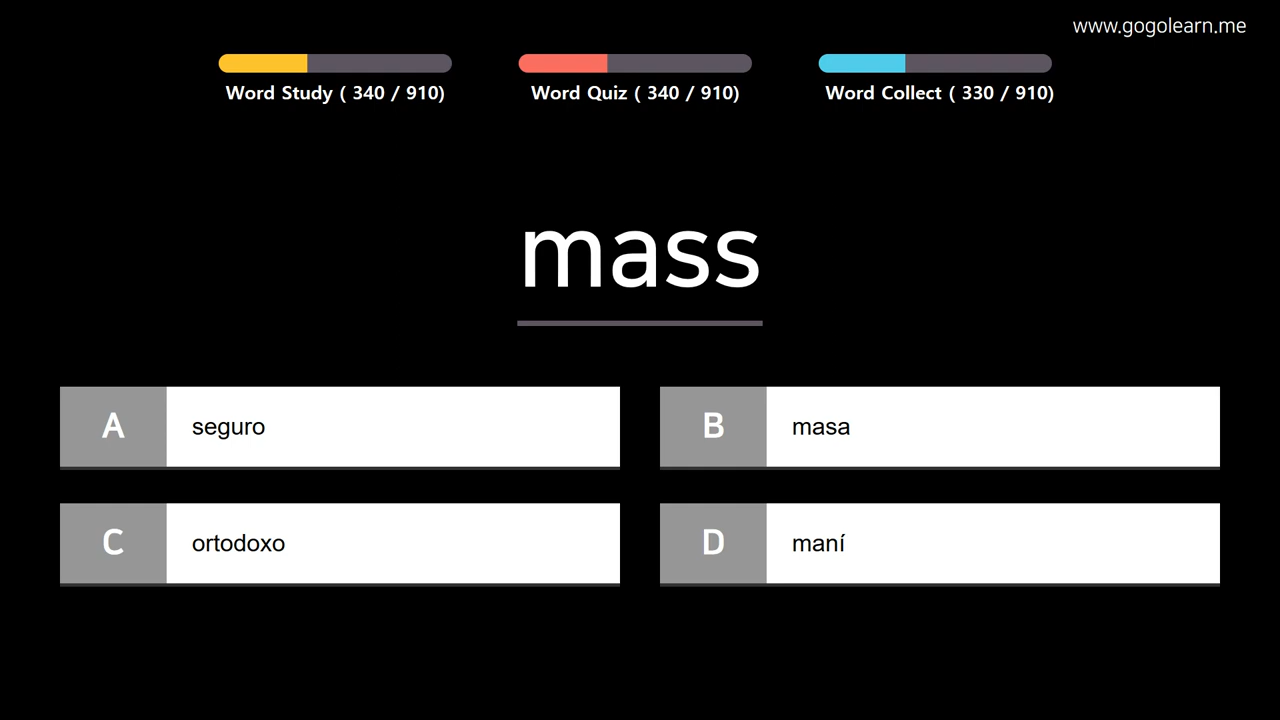 www.gogolearn.me
Word Study ( 340 / 910)
Word Quiz ( 340 / 910)
Word Collect ( 330 / 910)
mass
A seguro
B masa
C ortodoxo
D maní